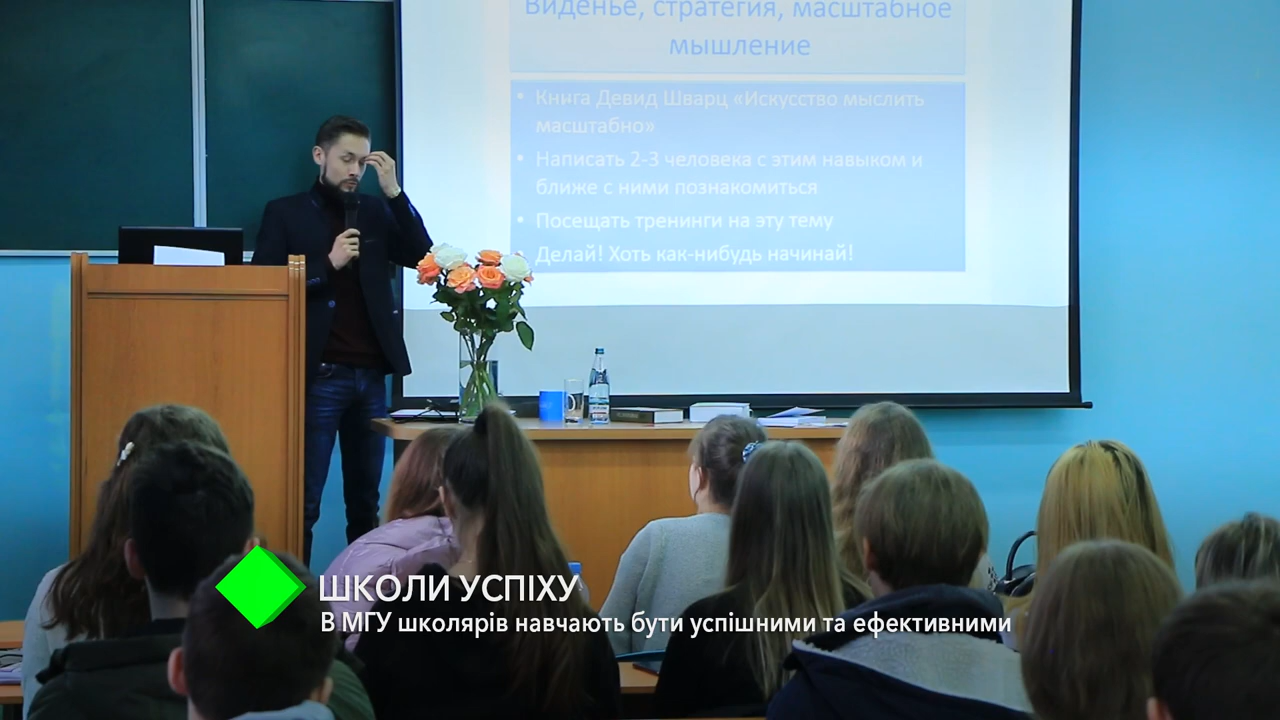 Виденье, стратегия, масштабное
мышление
• Книга Девид Шварц «Искусство мыслить
масштабно»
• Написать 2-3 человека с этим навыком и
ближе с ними познакомиться
• Посещать тренинги на эту тему
• Делай! Хоть как-нибудь начинай!
ШКОЛИ УСПІХУ
В МГУ школярів навчають бути успішними та ефективними